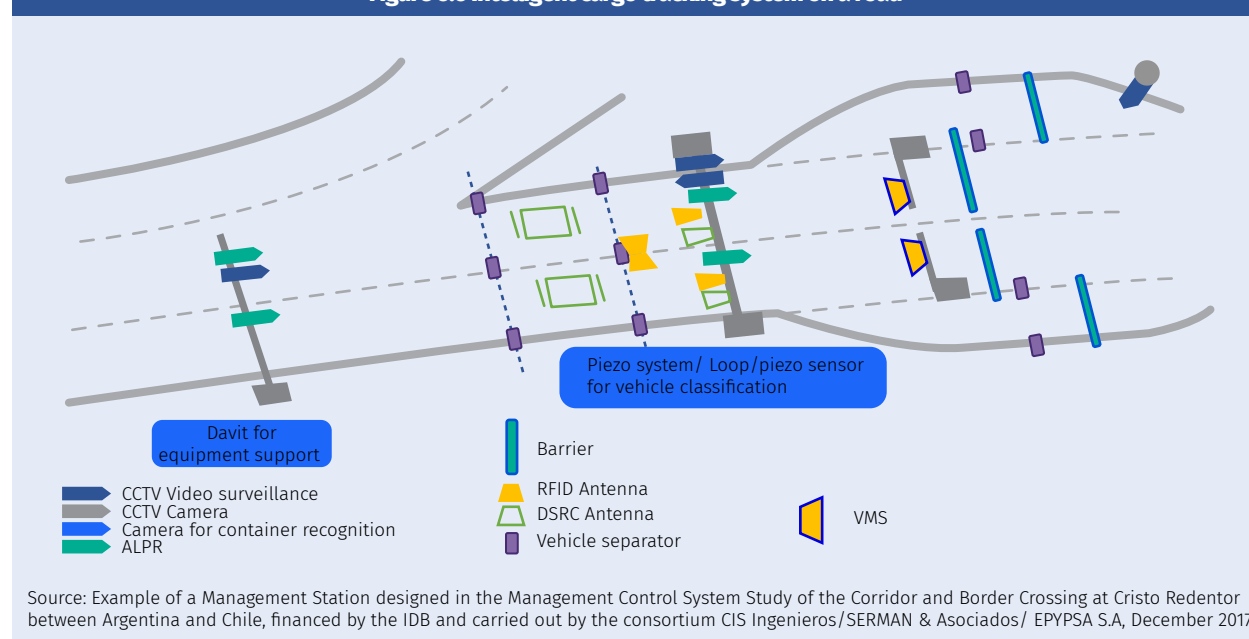 Piezo system/ Loop/piezo sensor
for vehicle classification
Davit for
equipment support
CCTV Video surveillance
CCTV Camera
Camera for container recognition
ALPR
Barrier
RFID Antenna
DSRC Antenna
Vehicle separator
VMS
Source: Example of a Management Station designed in the Management Control System Study of the Corridor and Border Crossing at Cristo Redentor
between Argentina and Chile, financed by the IDB and carried out by the consortium CIS Ingenieros/SERMAN & Asociados/ EPYPSA S.A, December 2017